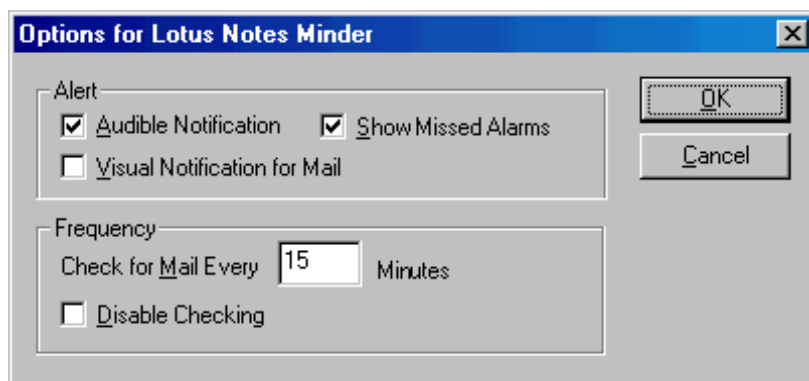 Options for Lotus Notes Minder
Alert
Audible Notification
Show Missed Alarms
Visual Notification for Mail
OK
Cancel
Frequency
Check for Mail Every 15 Minutes
Disable Checking